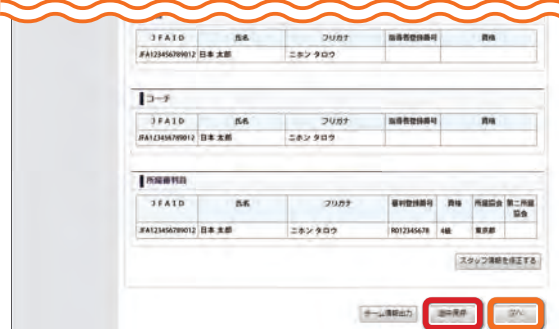 JFAID 氏名 フリガナ 指導者登録番号 資格
JFA123456789012 日本 太郎 ニホン タロウ
コーチ
JFAID 氏名 フリガナ 指導者登録番号 資格
JFA123456789012 日本 太郎 ニホン タロウ
所属審判員
JFAID 氏名 フリガナ 審判登録番号 資格 所属協会 第二所属協会
JFA123456789012 日本 太郎 ニホン タロウ R012345678 4級 東京都
スタッフ情報を修正する
チーム情報出力 途中保存 次へ